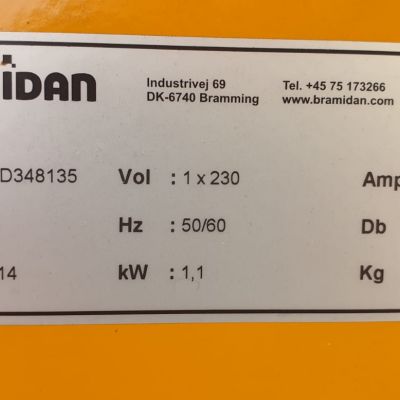 IDAN
Industrivej 69
DK-6740 Bramming
Tel. +45 75 173266
www.bramidan.com
D348135 Vol : 1 x 230 Amp
Hz : 50/60 Db
14 kW : 1,1 Kg